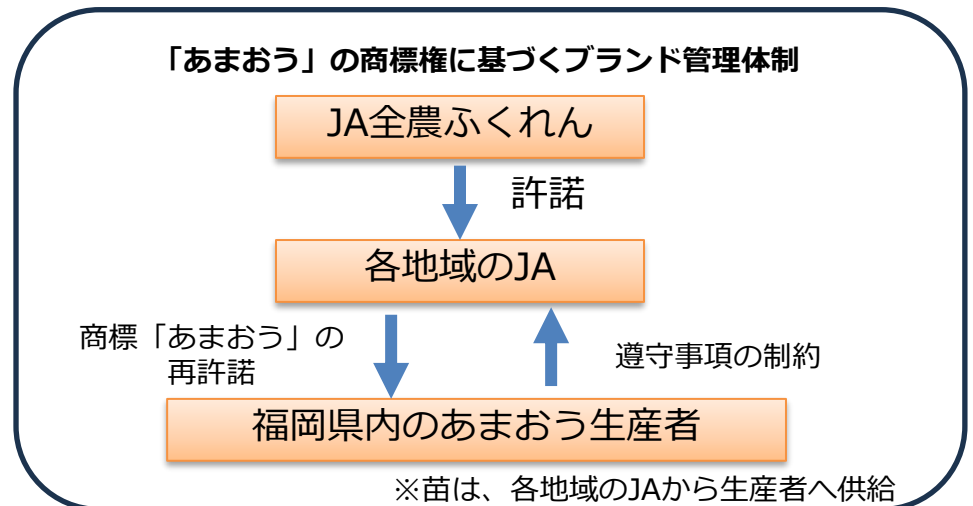 「あまおう」の商標権に基づくブランド管理体制
JA全農ふくれん
許諾
各地域のJA
商標「あまおう」の
再許諾
遵守事項の制約
福岡県内のあまおう生産者
※苗は、各地域のJAから生産者へ供給